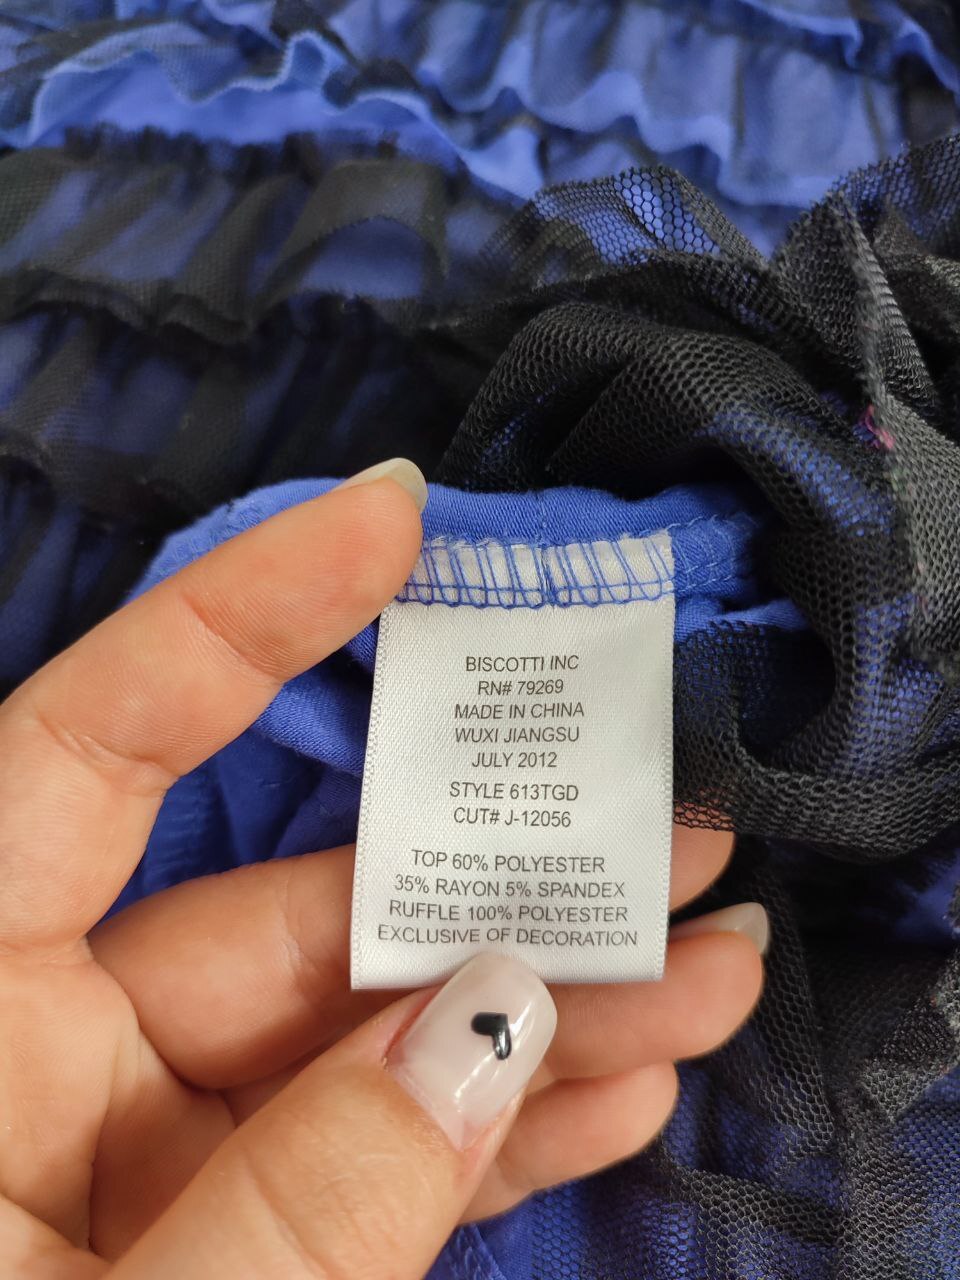 BISCOTTI INC
RN# 79269
MADE IN CHINA
WUXI JIANGSU
JULY 2012
STYLE 613TGD
CUT# J-12056
TOP 60% POLYESTER
35% RAYON 5% SPANDEX
RUFFLE 100% POLYESTER
EXCLUSIVE OF DECORATION